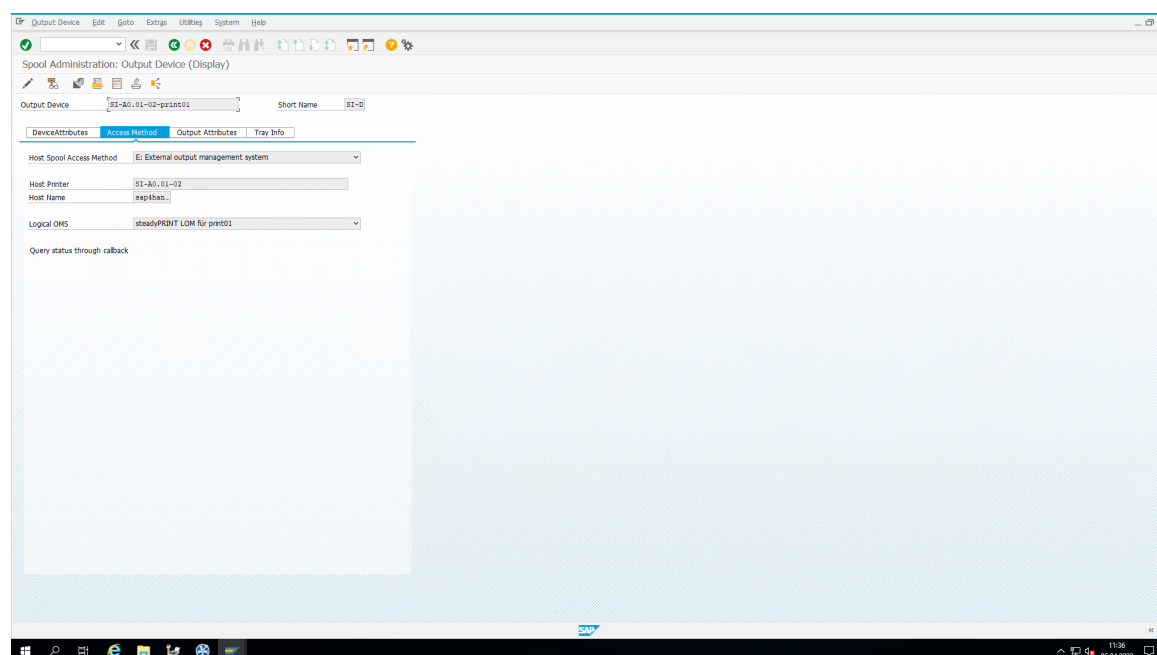 Output Device Edit Goto Extras Utilities System Help
Spool Administration: Output Device (Display)
Output Device SI-A0.01-02-print01 Short Name SI-D
DeviceAttributes Access Method Output Attributes Tray Info
Host Spool Access Method E: External output management system
Host Printer SI-A0.01-02
Host Name sap4han
Logical OMS steadyPRINT LOM für print01
Query status through callback
SAP
11:36